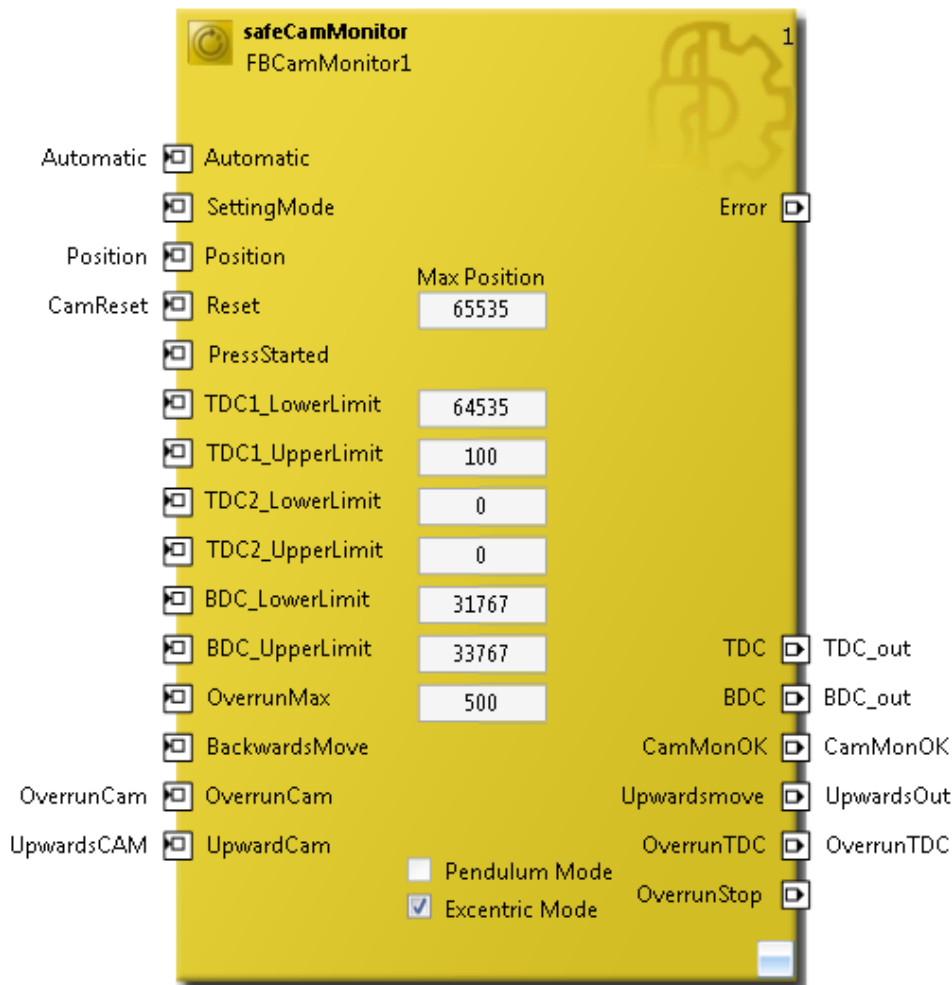 safeCamMonitor 1
FBCamMonitor1
Automatic Automatic
SettingMode Error
Position Position
Max Position
CamReset Reset 65535
PressStarted
TDC1_LowerLimit 64535
TDC1_UpperLimit 100
TDC2_LowerLimit 0
TDC2_UpperLimit 0
BDC_LowerLimit 31767
BDC_UpperLimit 33767 TDC TDC_out
OverrunMax 500 BDC BDC_out
BackwardsMove CamMonOK CamMonOK
OverrunCam OverrunCam Upwardsmove UpwardsOut
UpwardsCAM UpwardCam OverrunTDC OverrunTDC
Pendulum Mode
OverrunStop
Excentric Mode